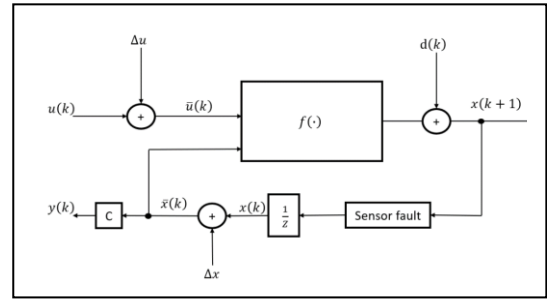 Δu
d(k)
u(k)
+
ū(k)
f(·)
+
x(k + 1)
y(k)
C
x̄(k)
+
x(k)
1
Z
Sensor fault
Δx